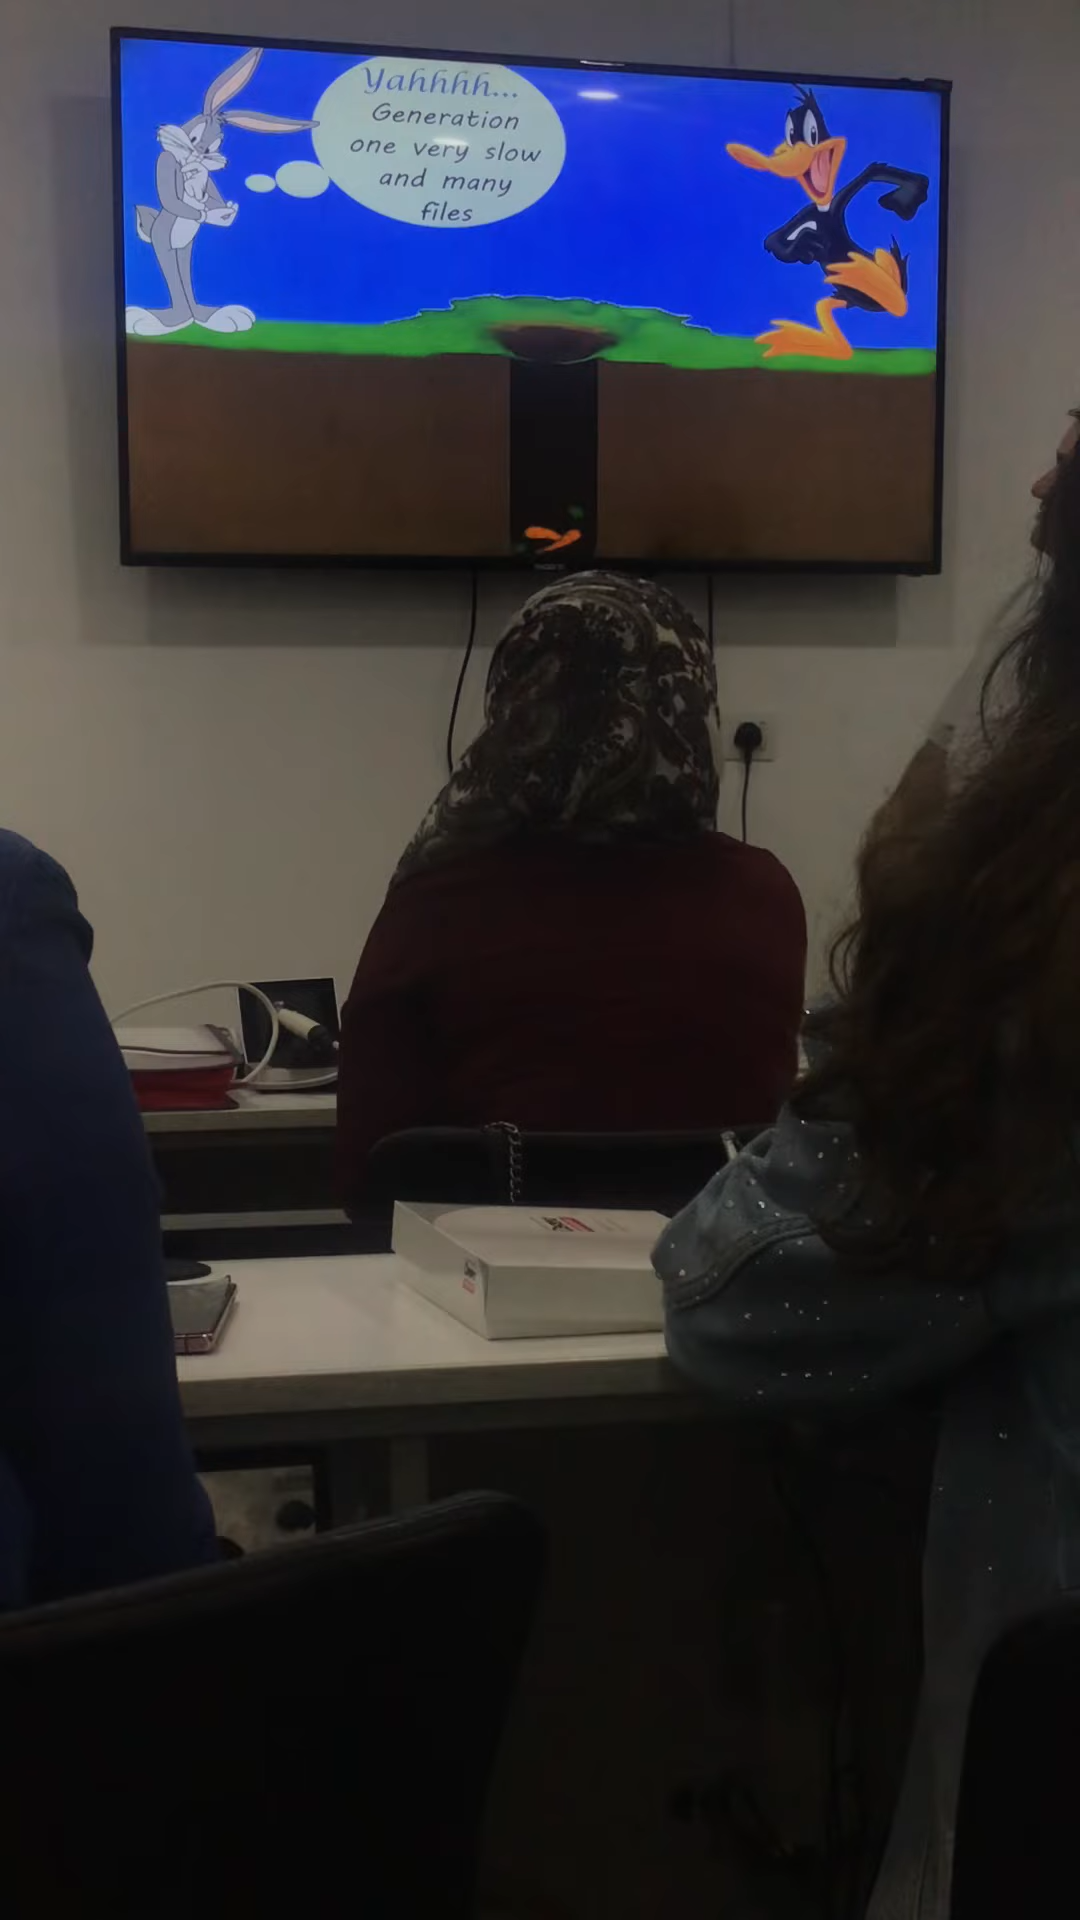 Yahhhh...
Generation
one very slow
and many
files